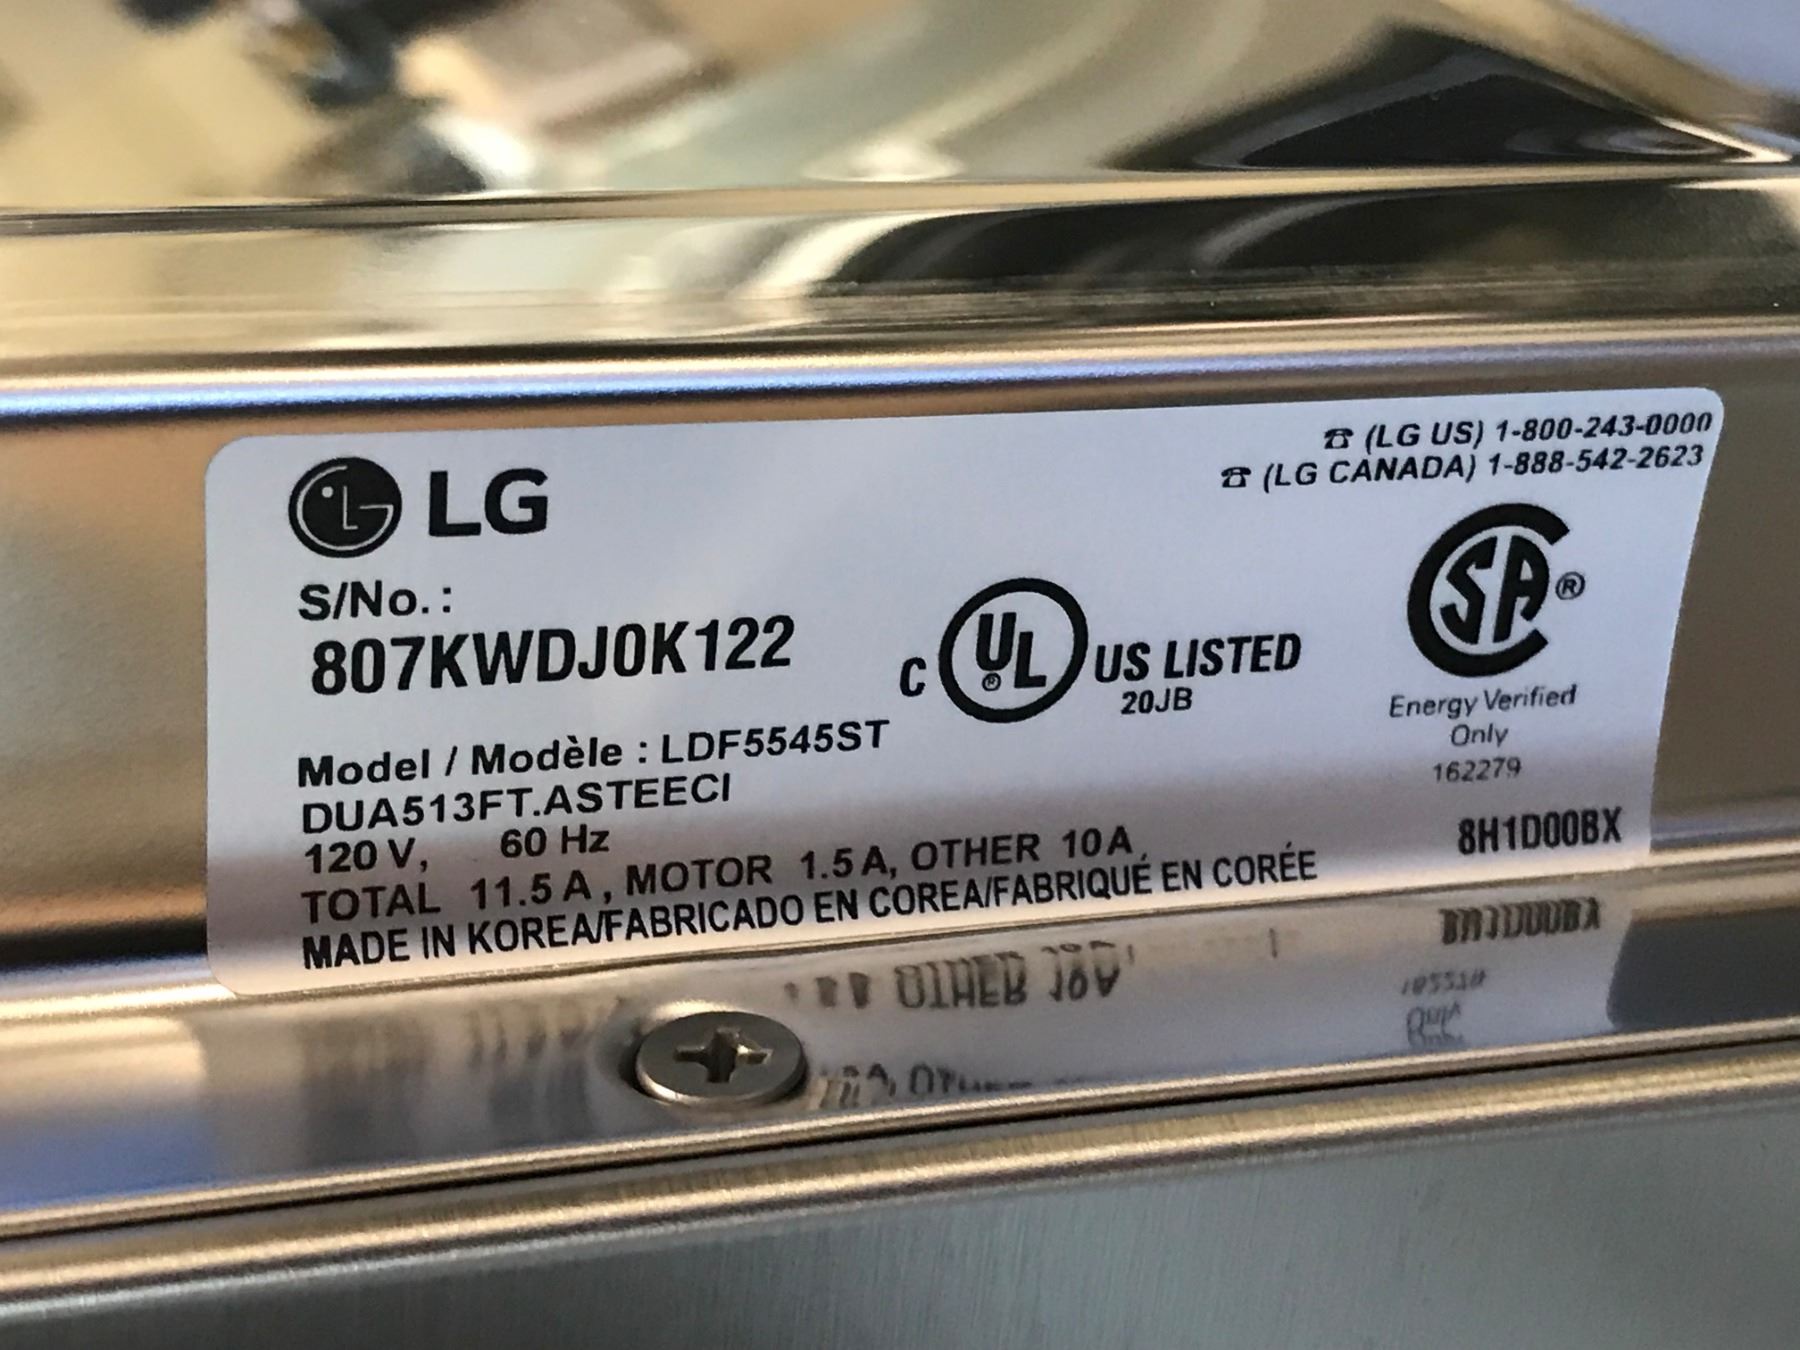 ☎ (LG US) 1-800-243-0000
☎ (LG CANADA) 1-888-542-2623
LG
S/No. :
807KWDJ0K122
C UL® US LISTED
20JB
SA®
Energy Verified
Only
162279
Model / Modèle : LDF5545ST
DUA513FT.ASTEECI
120 V, 60 Hz
TOTAL 11.5 A, MOTOR 1.5 A, OTHER 10 A
MADE IN KOREA/FABRICADO EN COREA/FABRIQUÉ EN CORÉE
8H1D00BX